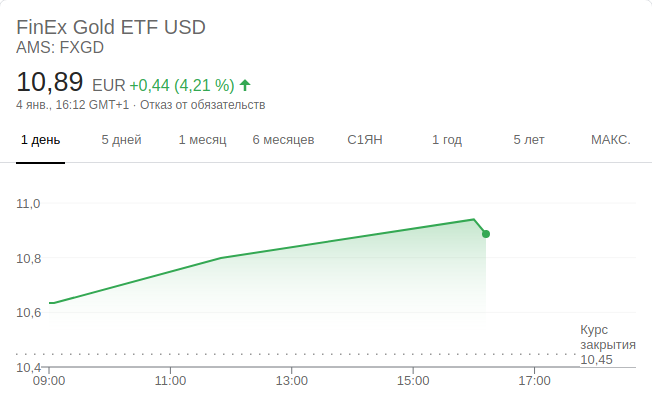 FinEx Gold ETF USD
AMS: FXGD
10,89 EUR +0,44 (4,21 %)
4 янв., 16:12 GMT+1 · Отказ от обязательств
1 день 5 дней 1 месяц 6 месяцев С1ЯН 1 год 5 лет МАКС.
11,0
10,8
10,6
Курс
закрытия
10,45
10,4
09:00 11:00 13:00 15:00 17:00